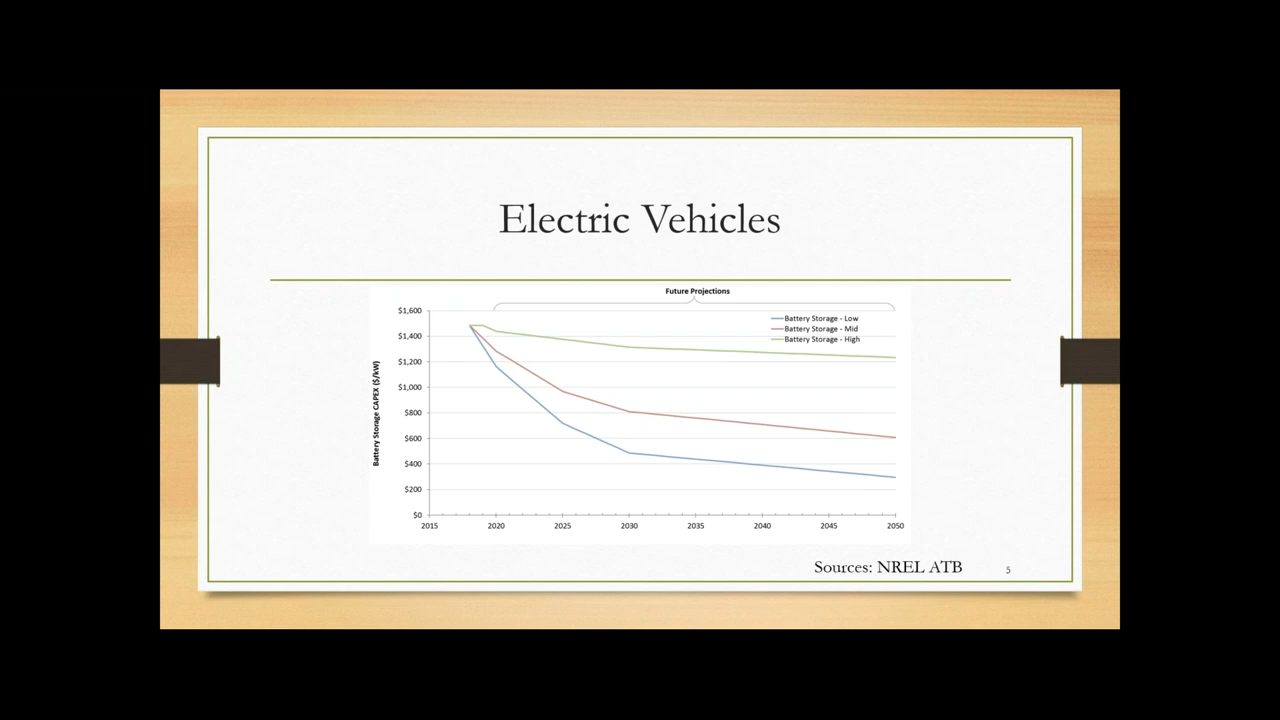 Electric Vehicles
Future Projections
Battery Storage - Low
Battery Storage - Mid
Battery Storage - High
Battery Storage CAPEX ($/kW)
$1,600
$1,400
$1,200
$1,000
$800
$600
$400
$200
$0
2015 2020 2025 2030 2035 2040 2045 2050
Sources: NREL ATB
5